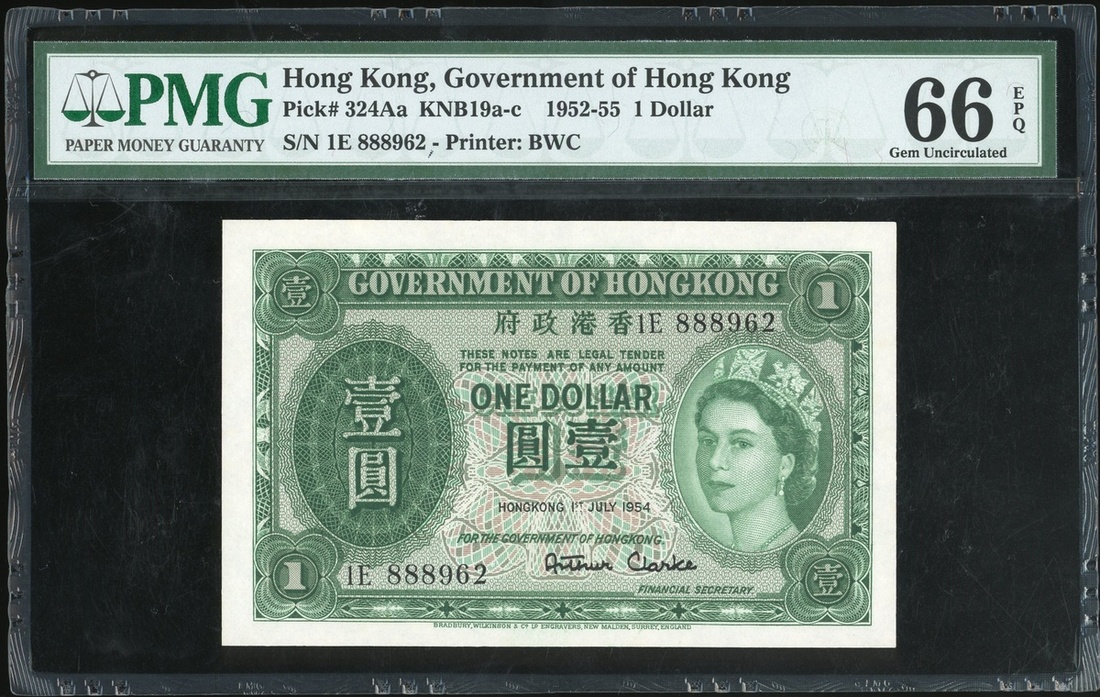 PMG
PAPER MONEY GUARANTY
Hong Kong, Government of Hong Kong
Pick# 324Aa KNB19a-c 1952-55 1 Dollar
S/N 1E 888962 - Printer: BWC
66 EPQ
Gem Uncirculated
壹
GOVERNMENT OF HONGKONG
1
府政港香
1E 888962
THESE NOTES ARE LEGAL TENDER
FOR THE PAYMENT OF ANY AMOUNT
ONE DOLLAR
圓壹
壹
圓
HONGKONG 1ST JULY 1954
FOR THE GOVERNMENT OF HONGKONG.
Arthur Clarke
FINANCIAL SECRETARY
1
1E 888962
壹
BRADBURY, WILKINSON & Co. LD ENGRAVERS, NEW MALDEN, SURREY, ENGLAND